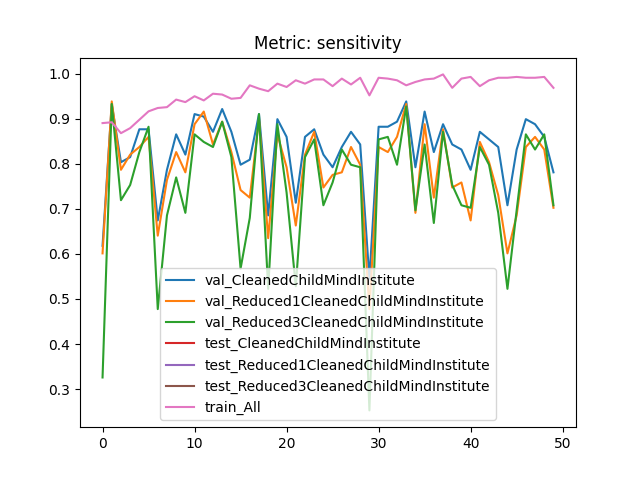 Metric: sensitivity
1.0
0.9
0.8
0.7
0.6
0.5
0.4
0.3
val_CleanedChildMindInstitute
val_Reduced1CleanedChildMindInstitute
val_Reduced3CleanedChildMindInstitute
test_CleanedChildMindInstitute
test_Reduced1CleanedChildMindInstitute
test_Reduced3CleanedChildMindInstitute
train_All
0 10 20 30 40 50